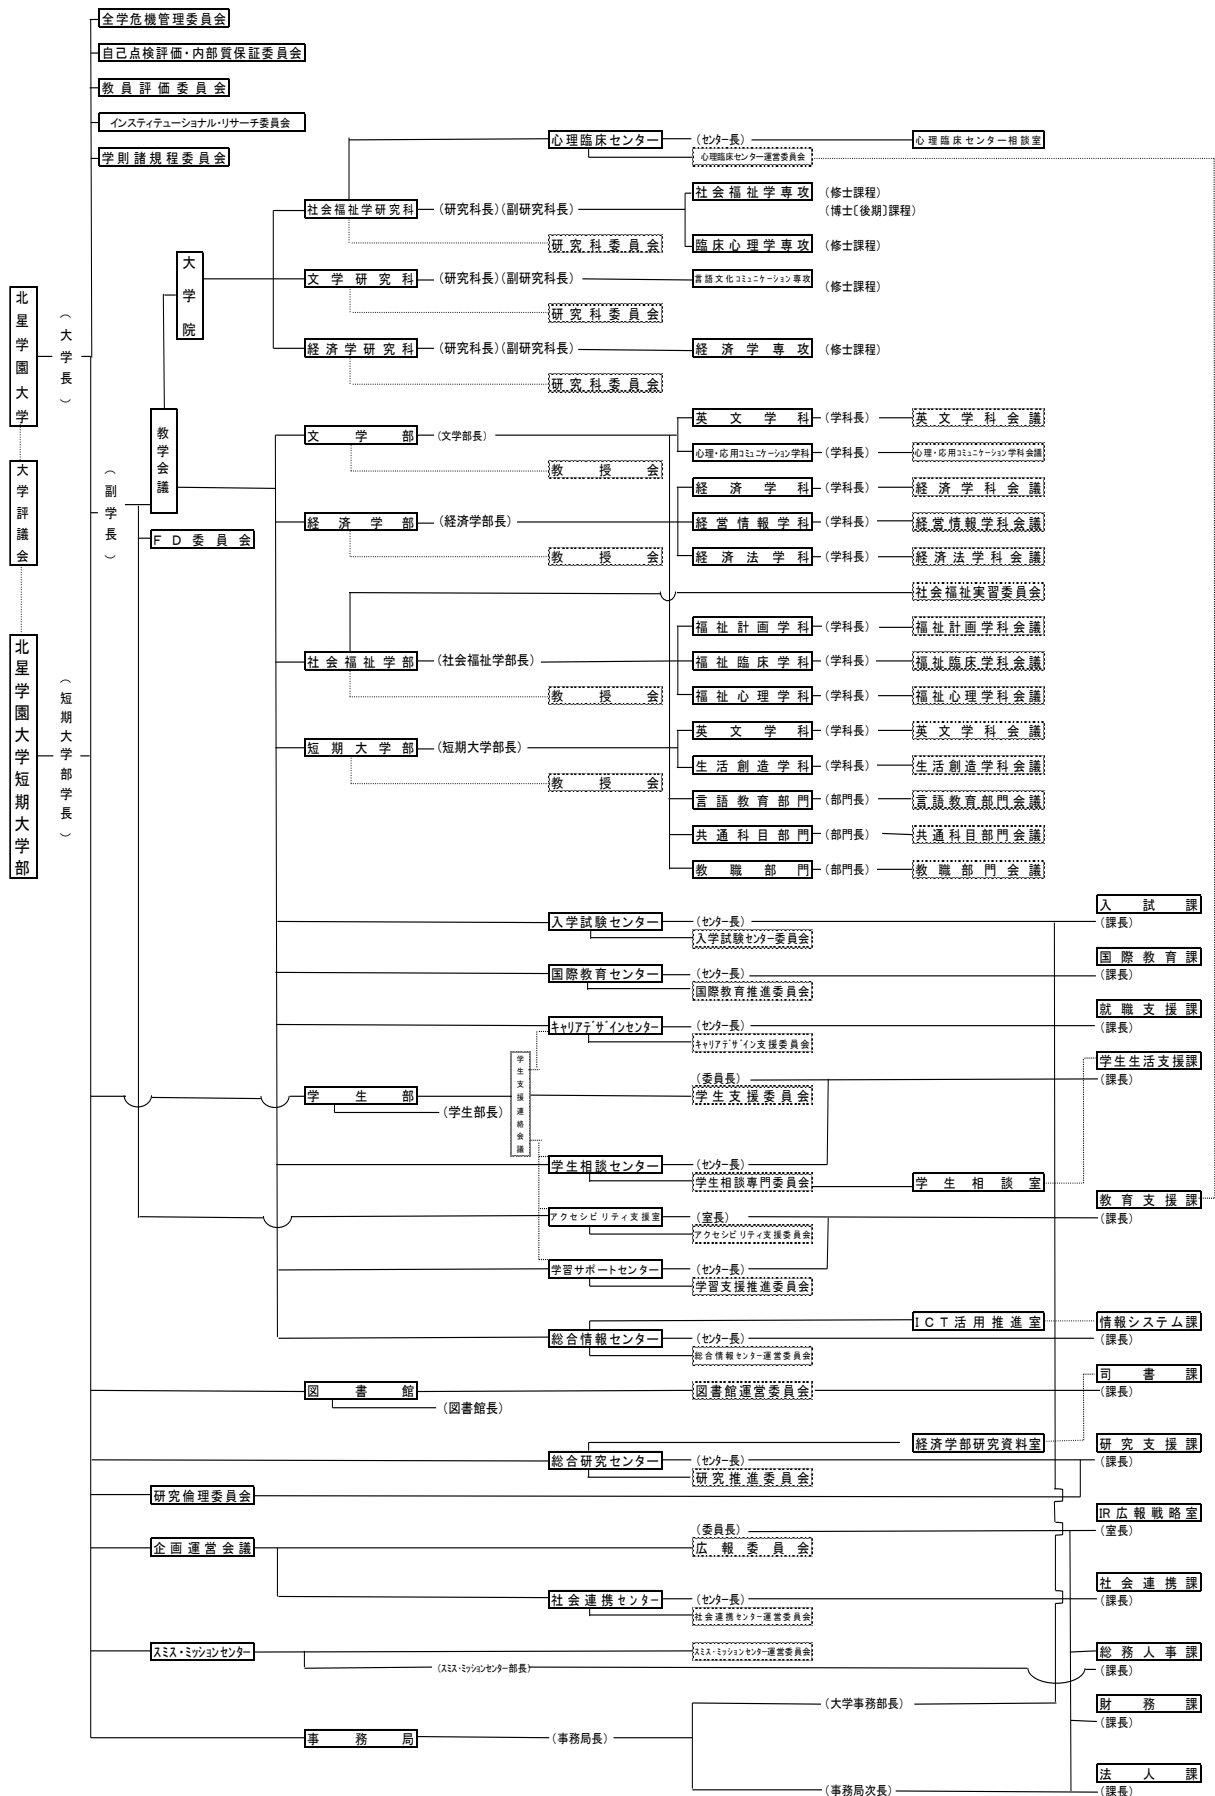 全学危機管理委員会
自己点検評価・内部質保証委員会
教員評価委員会
インスティテューショナル・リサーチ委員会
学則諸規程委員会
北星学園大学
(大学長)
大学評議会
北星学園大学短期大学部
(短期大学部学長)
(副学長)
教学会議
FD委員会
大学院
心理臨床センター (センター長) 心理臨床センター相談室
心理臨床センター運営委員会
社会福祉学研究科 (研究科長)(副研究科長) 社会福祉学専攻 (修士課程)
(博士〔後期〕課程)
研究科委員会 臨床心理学専攻 (修士課程)
文学研究科 (研究科長)(副研究科長) 言語文化コミュニケーション専攻 (修士課程)
研究科委員会
経済学研究科 (研究科長)(副研究科長) 経済学専攻 (修士課程)
研究科委員会
文学部 (文学部長) 英文学科 (学科長) 英文学科会議
心理・応用コミュニケーション学科 (学科長) 心理・応用コミュニケーション学科会議
教授会
経済学科 (学科長) 経済学科会議
経済学部 (経済学部長) 経営情報学科 (学科長) 経営情報学科会議
教授会 経済法学科 (学科長) 経済法学科会議
社会福祉実習委員会
福祉計画学科 (学科長) 福祉計画学科会議
社会福祉学部 (社会福祉学部長) 福祉臨床学科 (学科長) 福祉臨床学科会議
教授会 福祉心理学科 (学科長) 福祉心理学科会議
英文学科 (学科長) 英文学科会議
短期大学部 (短期大学部長) 生活創造学科 (学科長) 生活創造学科会議
教授会
言語教育部門 (部門長) 言語教育部門会議
共通科目部門 (部門長) 共通科目部門会議
教職部門 (部門長) 教職部門会議
入学試験センター (センター長) 入試課
入学試験センター委員会 (課長)
国際教育センター (センター長) 国際教育課
国際教育推進委員会 (課長)
キャリアデザインセンター (センター長) 就職支援課
キャリアデザイン支援委員会 (課長)
学生支援連絡会議
学生部 (委員長) 学生生活支援課
(学生部長) 学生支援委員会 (課長)
学生相談センター (センター長)
学生相談専門委員会 学生相談室
アクセシビリティ支援室 (室長) 教育支援課
アクセシビリティ支援委員会 (課長)
学習サポートセンター (センター長)
学習支援推進委員会
ICT活用推進室 情報システム課
総合情報センター (センター長) (課長)
総合情報センター運営委員会
図書館 図書館運営委員会 司書課
(図書館長) (課長)
経済学部研究資料室 研究支援課
総合研究センター (センター長) (課長)
研究推進委員会
研究倫理委員会
(委員長) IR広報戦略室
企画運営会議 広報委員会 (室長)
社会連携センター (センター長) 社会連携課
社会連携センター運営委員会 (課長)
スミス・ミッションセンター スミス・ミッションセンター運営委員会 総務人事課
(スミス・ミッションセンター部長) (課長)
(大学事務部長) 財務課
(課長)
事務局 (事務局長)
(事務局次長) 法人課
(課長)